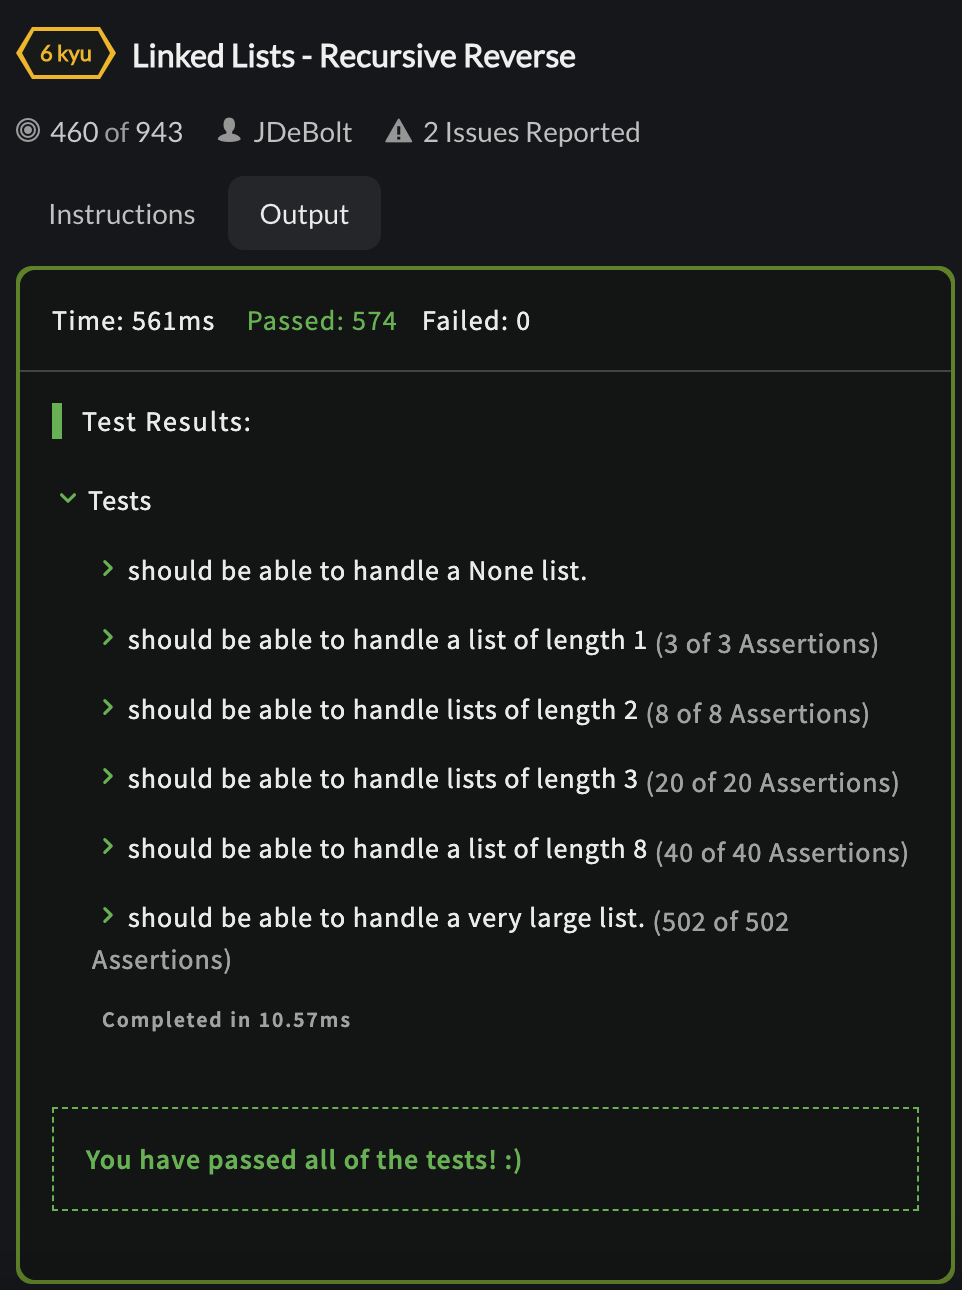 6 kyu Linked Lists - Recursive Reverse
460 of 943 JDeBolt 2 Issues Reported
Instructions Output
Time: 561ms Passed: 574 Failed: 0
Test Results:
Tests
should be able to handle a None list.
should be able to handle a list of length 1 (3 of 3 Assertions)
should be able to handle lists of length 2 (8 of 8 Assertions)
should be able to handle lists of length 3 (20 of 20 Assertions)
should be able to handle a list of length 8 (40 of 40 Assertions)
should be able to handle a very large list. (502 of 502
Assertions)
Completed in 10.57ms
You have passed all of the tests! :)